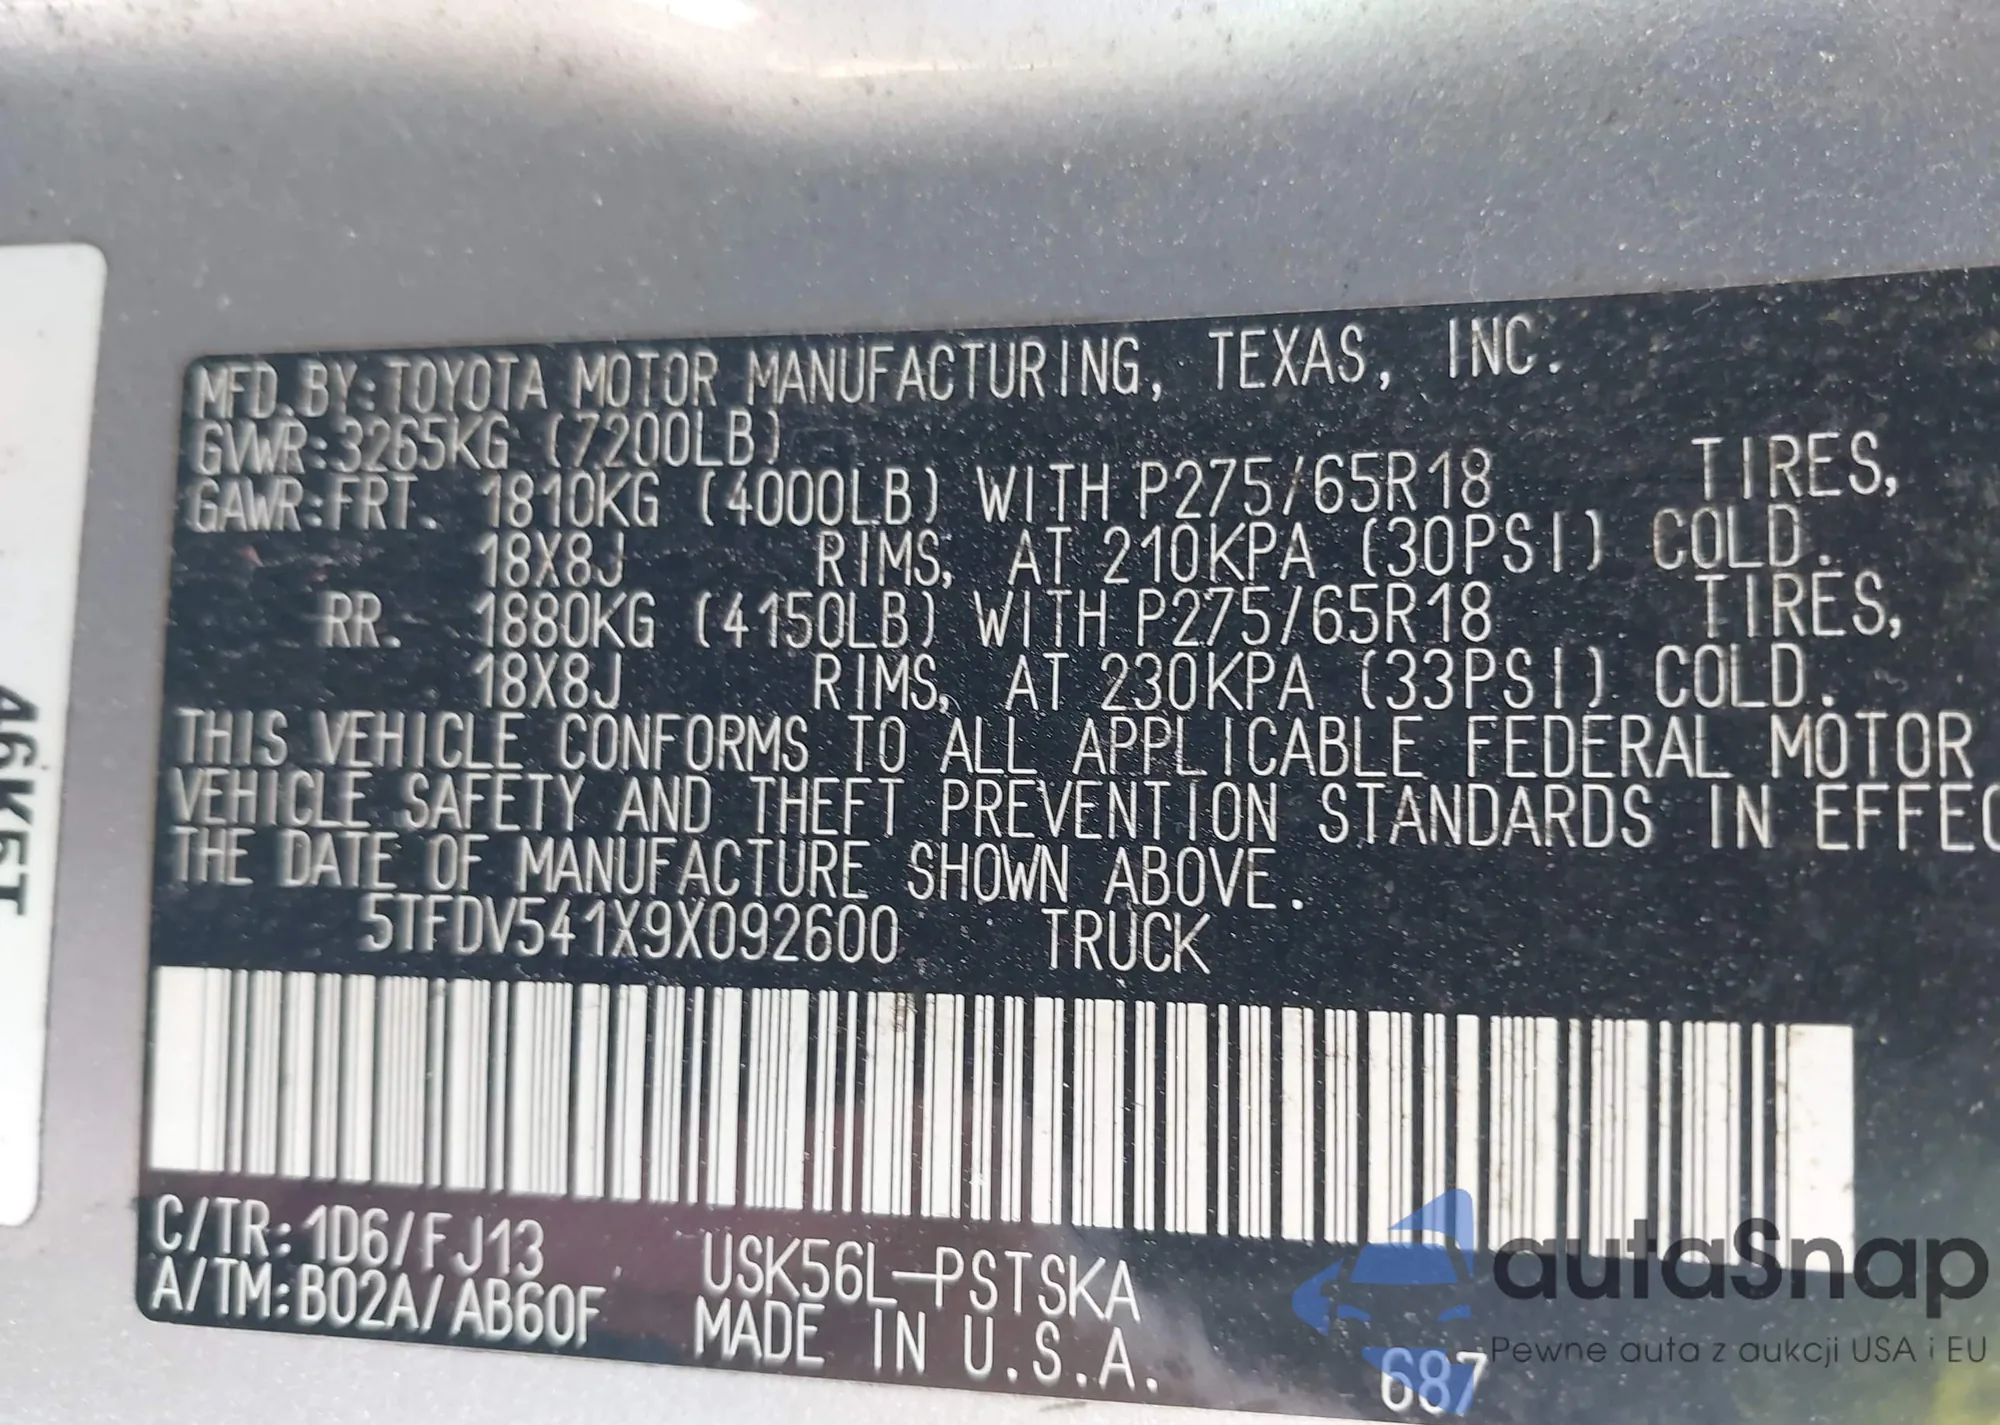 MFD. BY: TOYOTA MOTOR MANUFACTURING, TEXAS, INC.
GVWR: 3265KG (7200LB)
GAWR: FRT. 1810KG (4000LB) WITH P275/65R18 TIRES,
18X8J RIMS, AT 210KPA (30PSI) COLD.
RR. 1880KG (4150LB) WITH P275/65R18 TIRES,
18X8J RIMS, AT 230KPA (33PSI) COLD.
THIS VEHICLE CONFORMS TO ALL APPLICABLE FEDERAL MOTOR
VEHICLE SAFETY AND THEFT PREVENTION STANDARDS IN EFFEC
THE DATE OF MANUFACTURE SHOWN ABOVE.
5TFDV541X9X092600 TRUCK
C/TR: 1D6/FJ13 USK56L-PSTSKA
A/TM: B02A/AB60F MADE IN U.S.A.
687
46K5T
autaSnap
Pewne auta z aukcji USA i EU